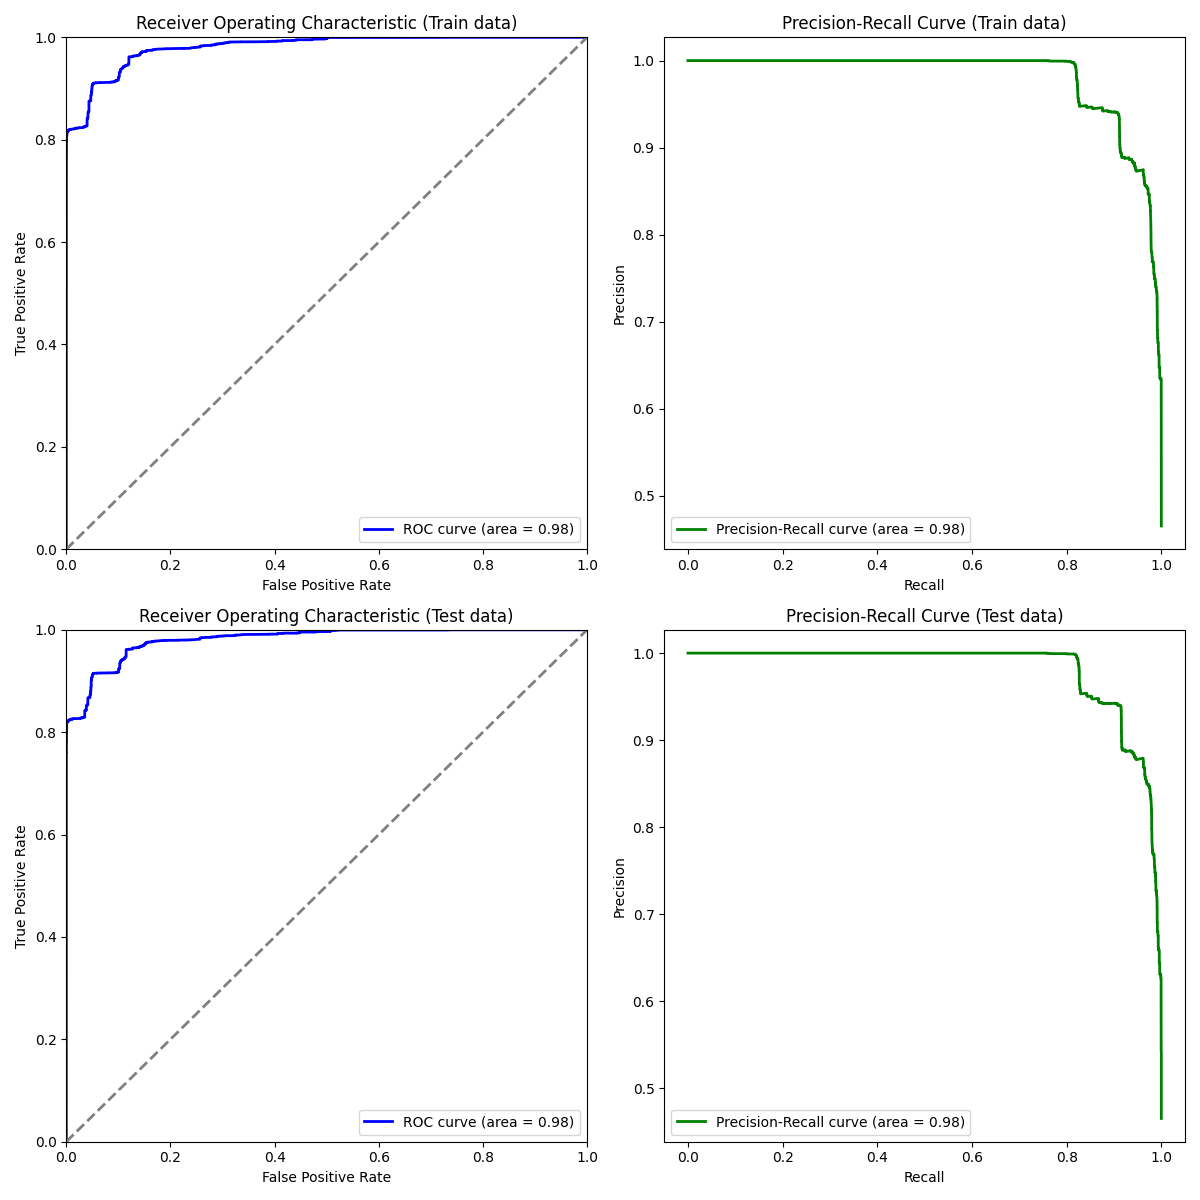 Receiver Operating Characteristic (Train data)
1.0
0.8
0.6
0.4
0.2
0.0
True Positive Rate
ROC curve (area = 0.98)
0.0 0.2 0.4 0.6 0.8 1.0
False Positive Rate
Precision-Recall Curve (Train data)
1.0
0.9
0.8
0.7
0.6
0.5
Precision
Precision-Recall curve (area = 0.98)
0.0 0.2 0.4 0.6 0.8 1.0
Recall
Receiver Operating Characteristic (Test data)
1.0
0.8
0.6
0.4
0.2
0.0
True Positive Rate
ROC curve (area = 0.98)
0.0 0.2 0.4 0.6 0.8 1.0
False Positive Rate
Precision-Recall Curve (Test data)
1.0
0.9
0.8
0.7
0.6
0.5
Precision
Precision-Recall curve (area = 0.98)
0.0 0.2 0.4 0.6 0.8 1.0
Recall